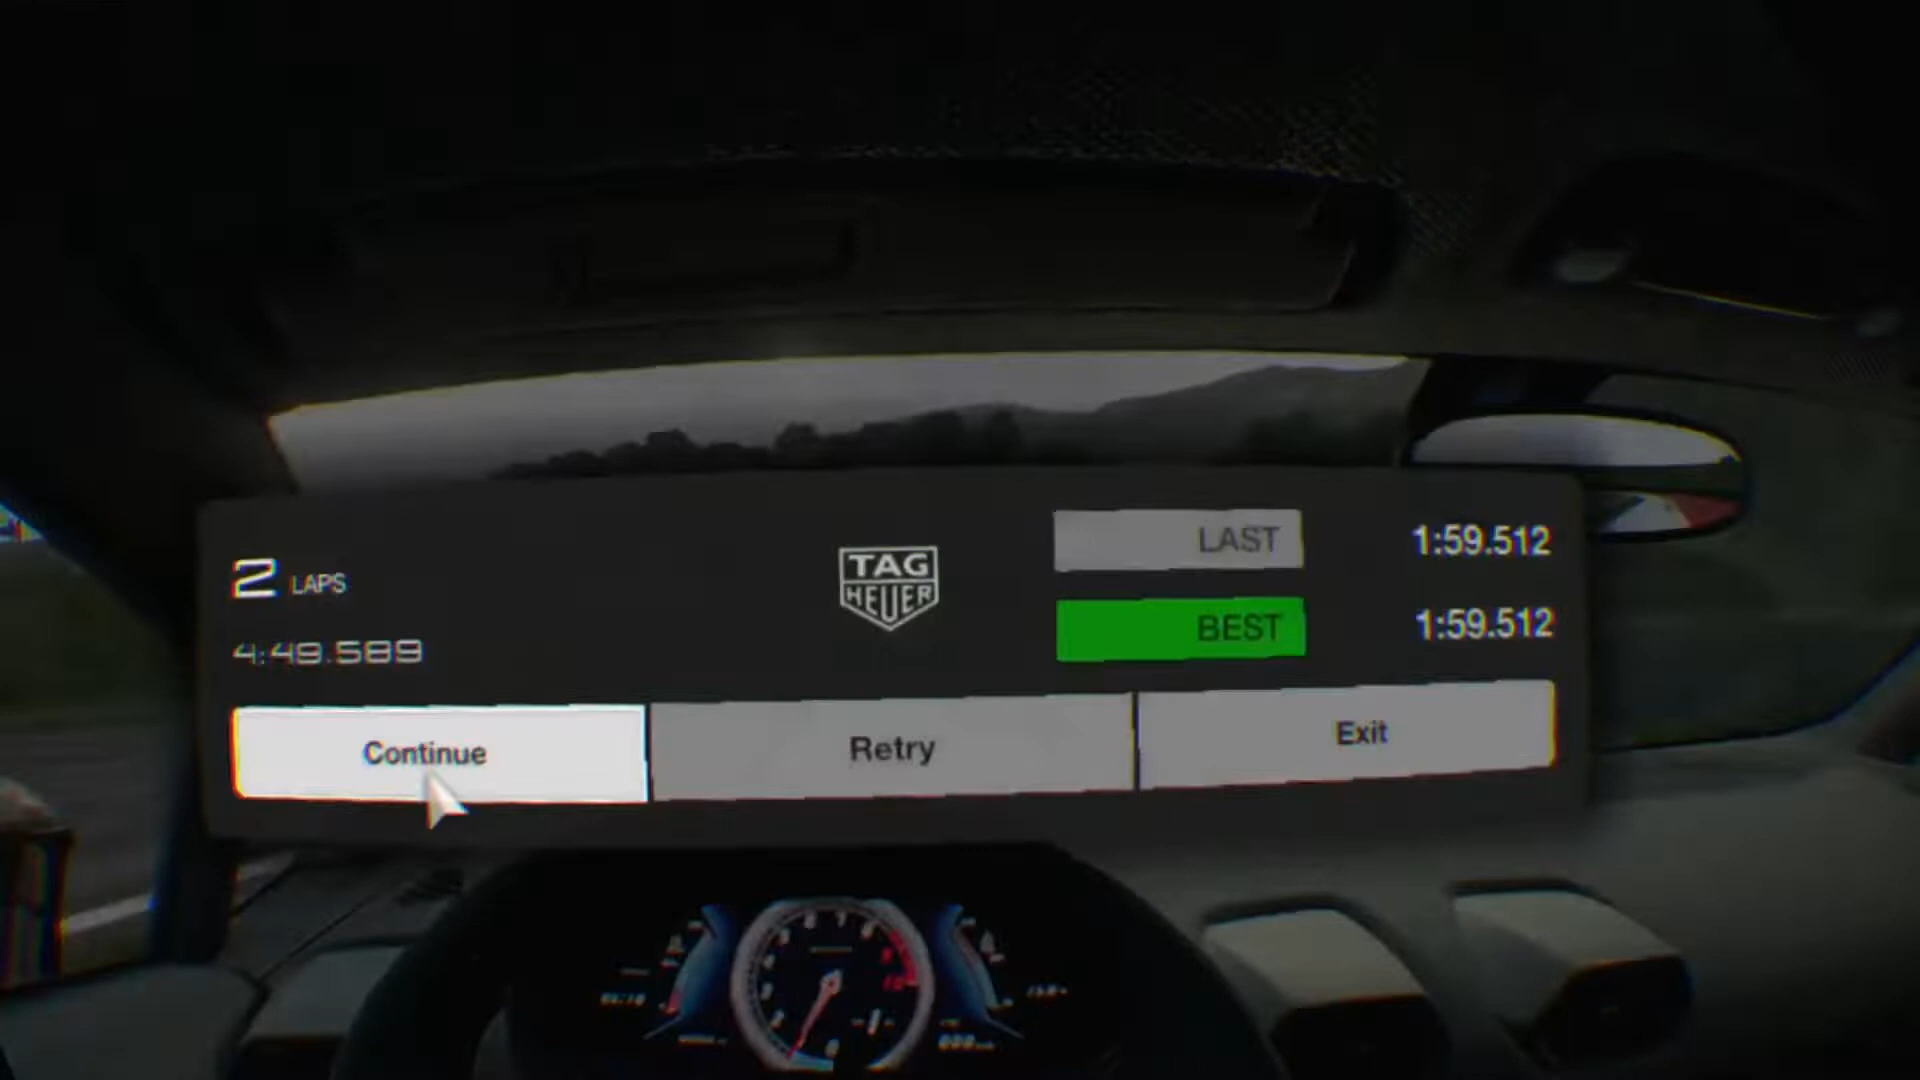 2 LAPS
4:49.589
TAG
HEUER
LAST 1:59.512
BEST 1:59.512
Continue
Retry
Exit